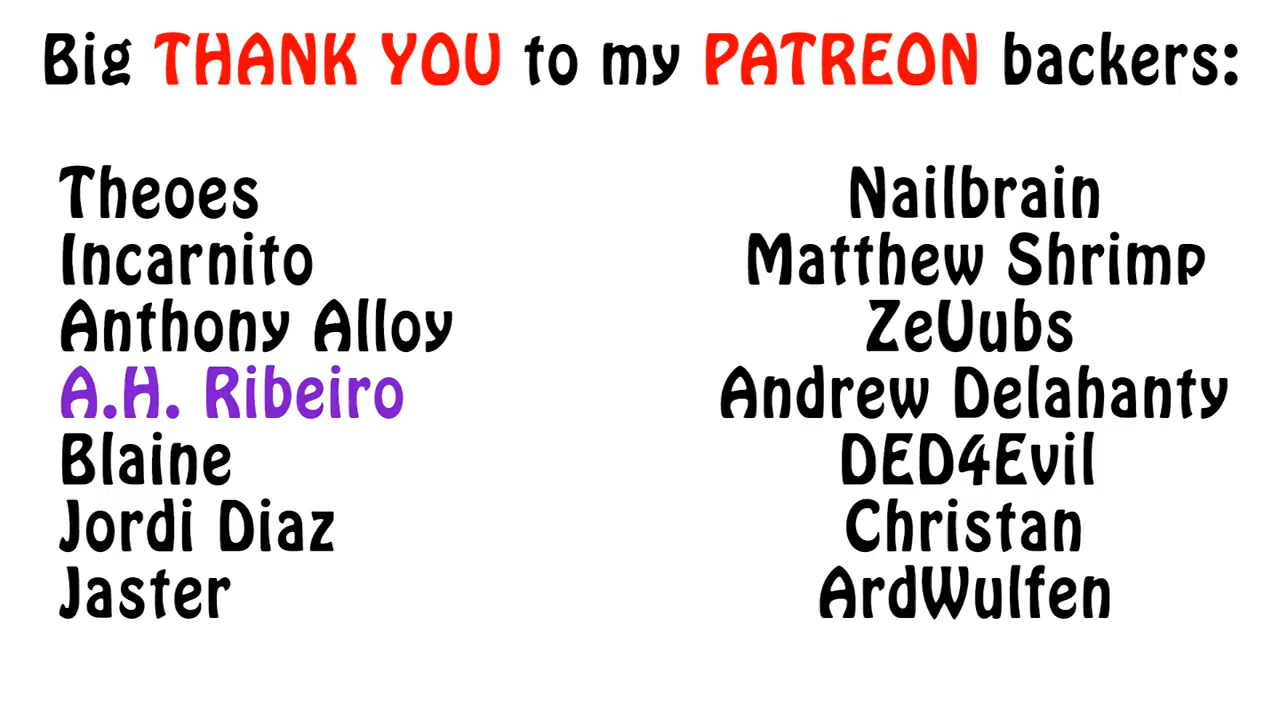 Big THANK YOU to my PATREON backers:
Theoes
Incarnito
Anthony Alloy
A.H. Ribeiro
Blaine
Jordi Diaz
Jaster
Nailbrain
Matthew Shrimp
ZeUubs
Andrew Delahanty
DED4Evil
Christan
ArdWulfen